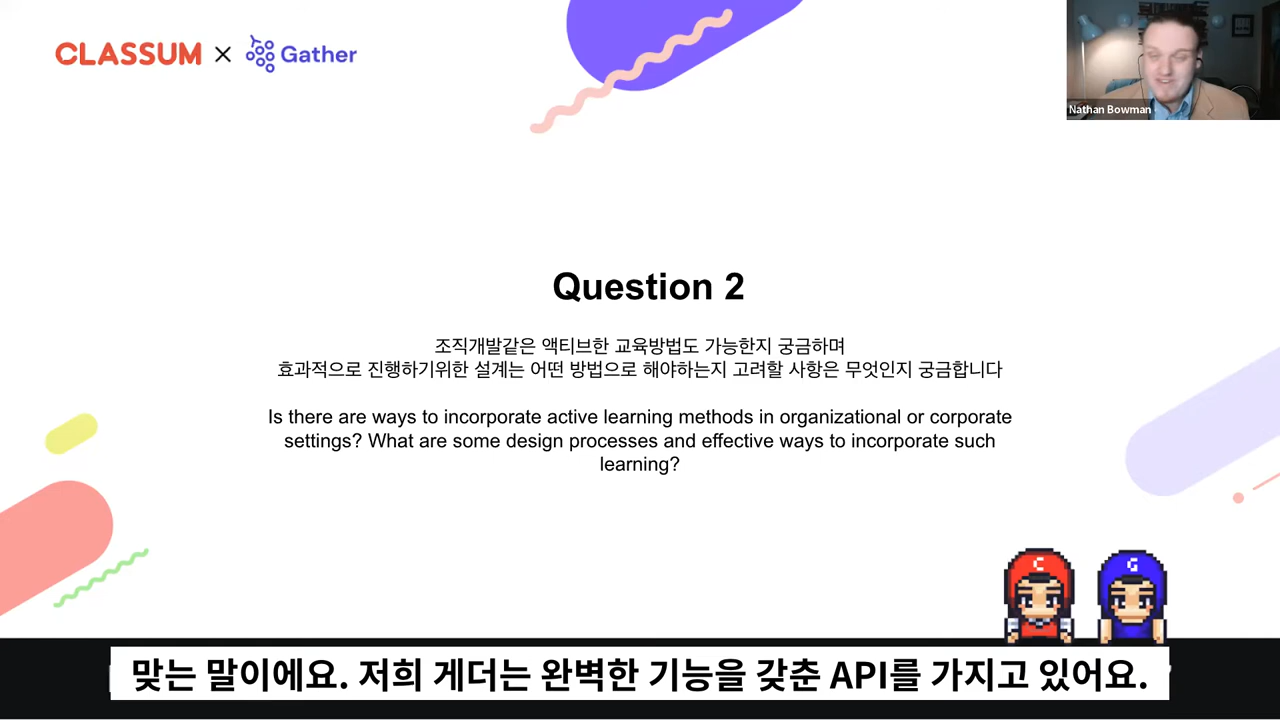 CLASSUM × Gather
Nathan Bowman
Question 2
조직개발같은 액티브한 교육방법도 가능한지 궁금하며
효과적으로 진행하기위한 설계는 어떤 방법으로 해야하는지 고려할 사항은 무엇인지 궁금합니다
Is there are ways to incorporate active learning methods in organizational or corporate
settings? What are some design processes and effective ways to incorporate such
learning?
C
G
맞는 말이에요. 저희 게더는 완벽한 기능을 갖춘 API를 가지고 있어요.